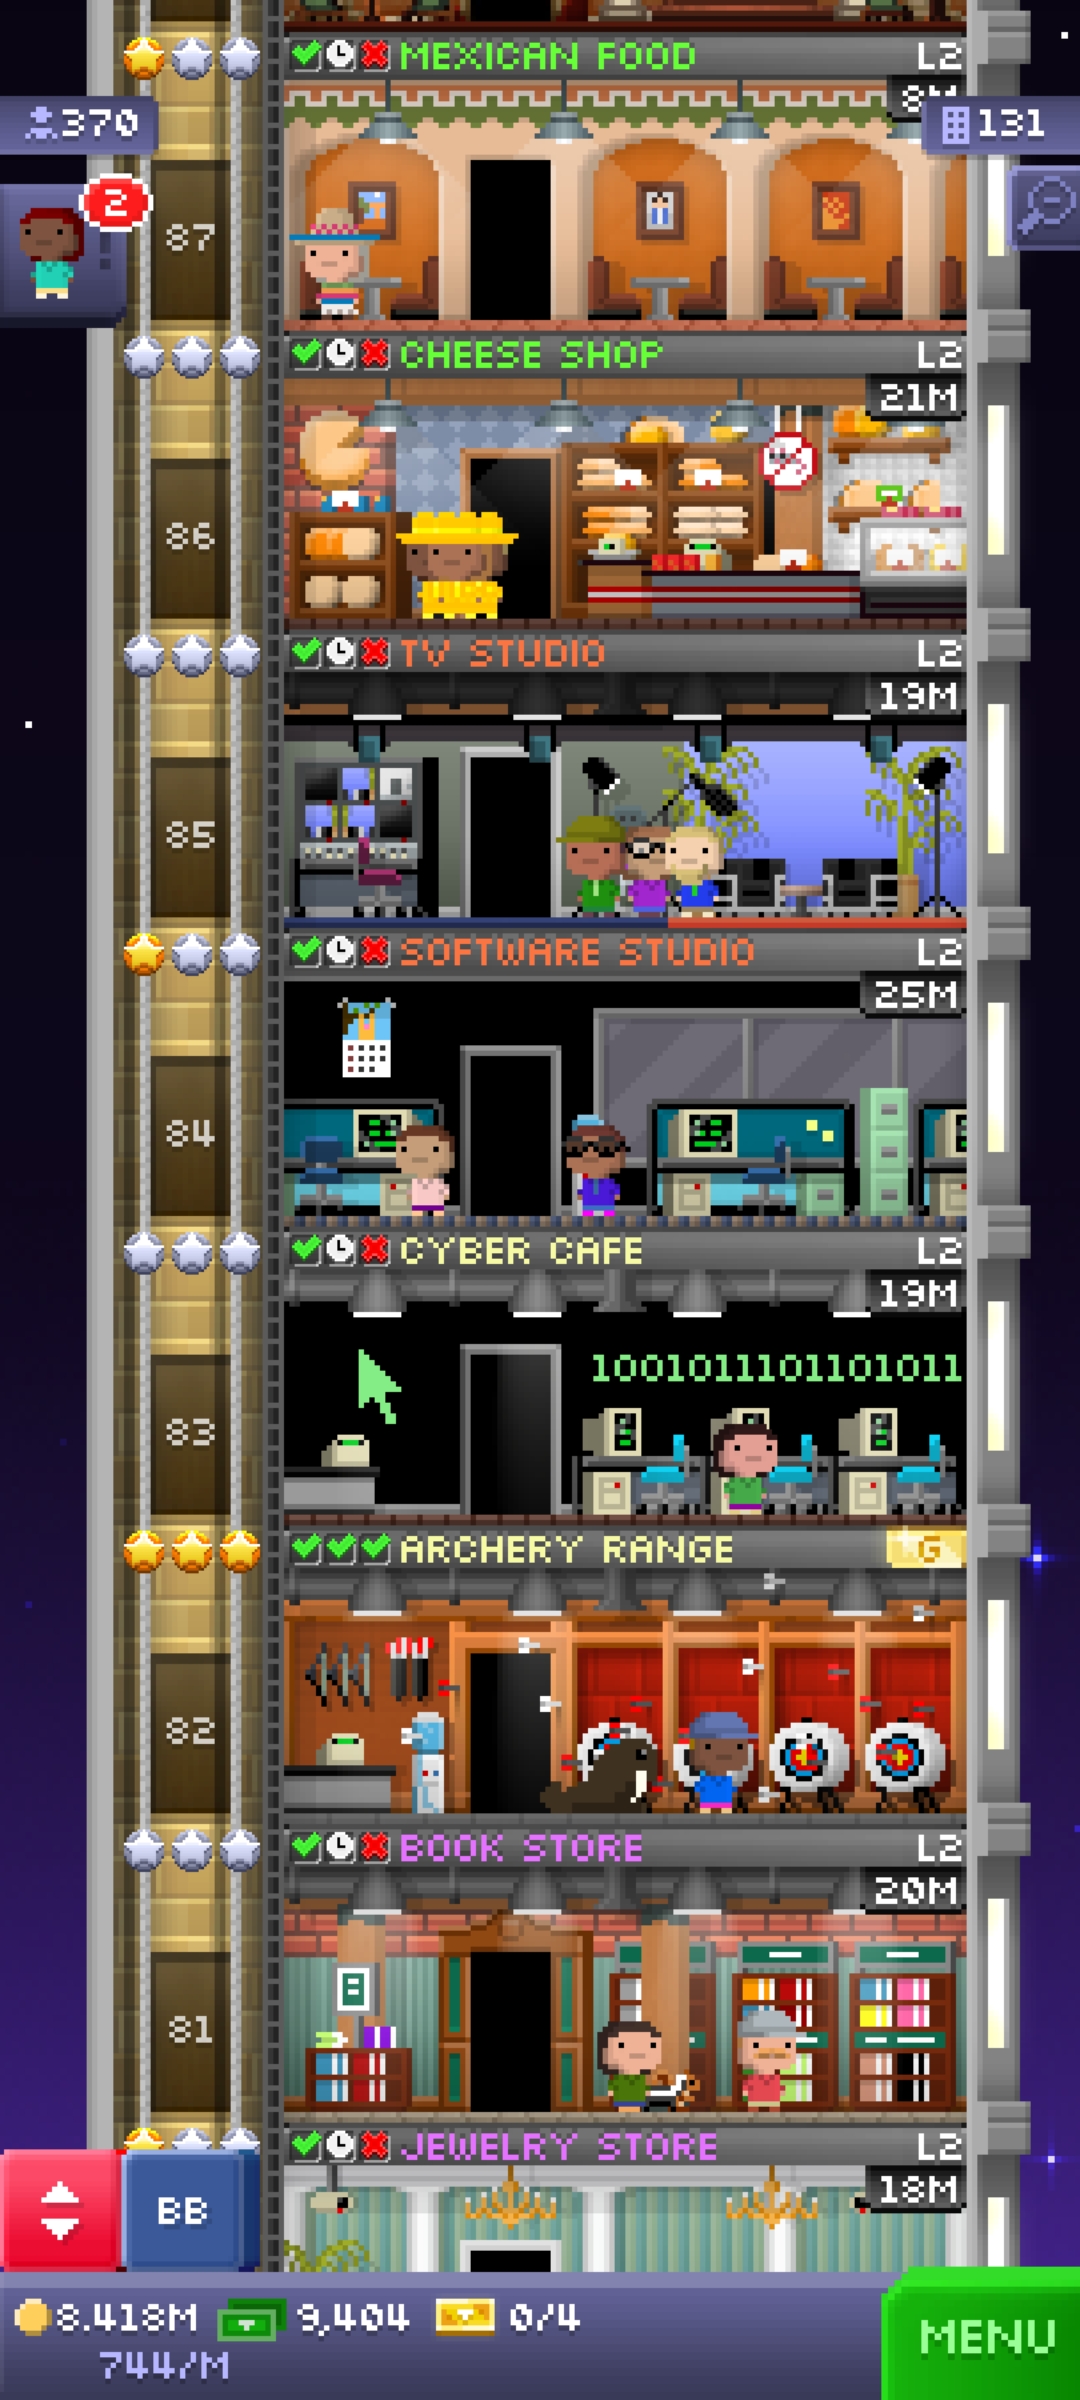 MEXICAN FOOD L2
370
131
2
87
CHEESE SHOP L2
21M
86
TV STUDIO L2
19M
85
SOFTWARE STUDIO L2
25M
84
CYBER CAFE L2
19M
100101110110101011
83
ARCHERY RANGE
82
BOOK STORE L2
20M
81
JEWELRY STORE L2
18M
BB
8.418M 9,404 0/4
744/M
MENU